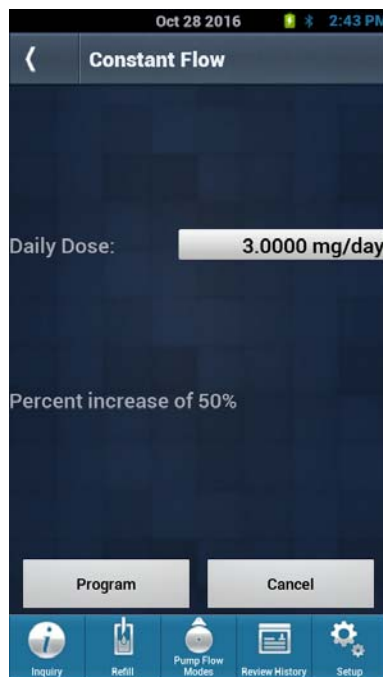 Oct 28 2016 2:43 PM
Constant Flow
Daily Dose: 3.0000 mg/day
Percent increase of 50%
Program Cancel
Inquiry Refill Pump Flow Modes Review History Setup